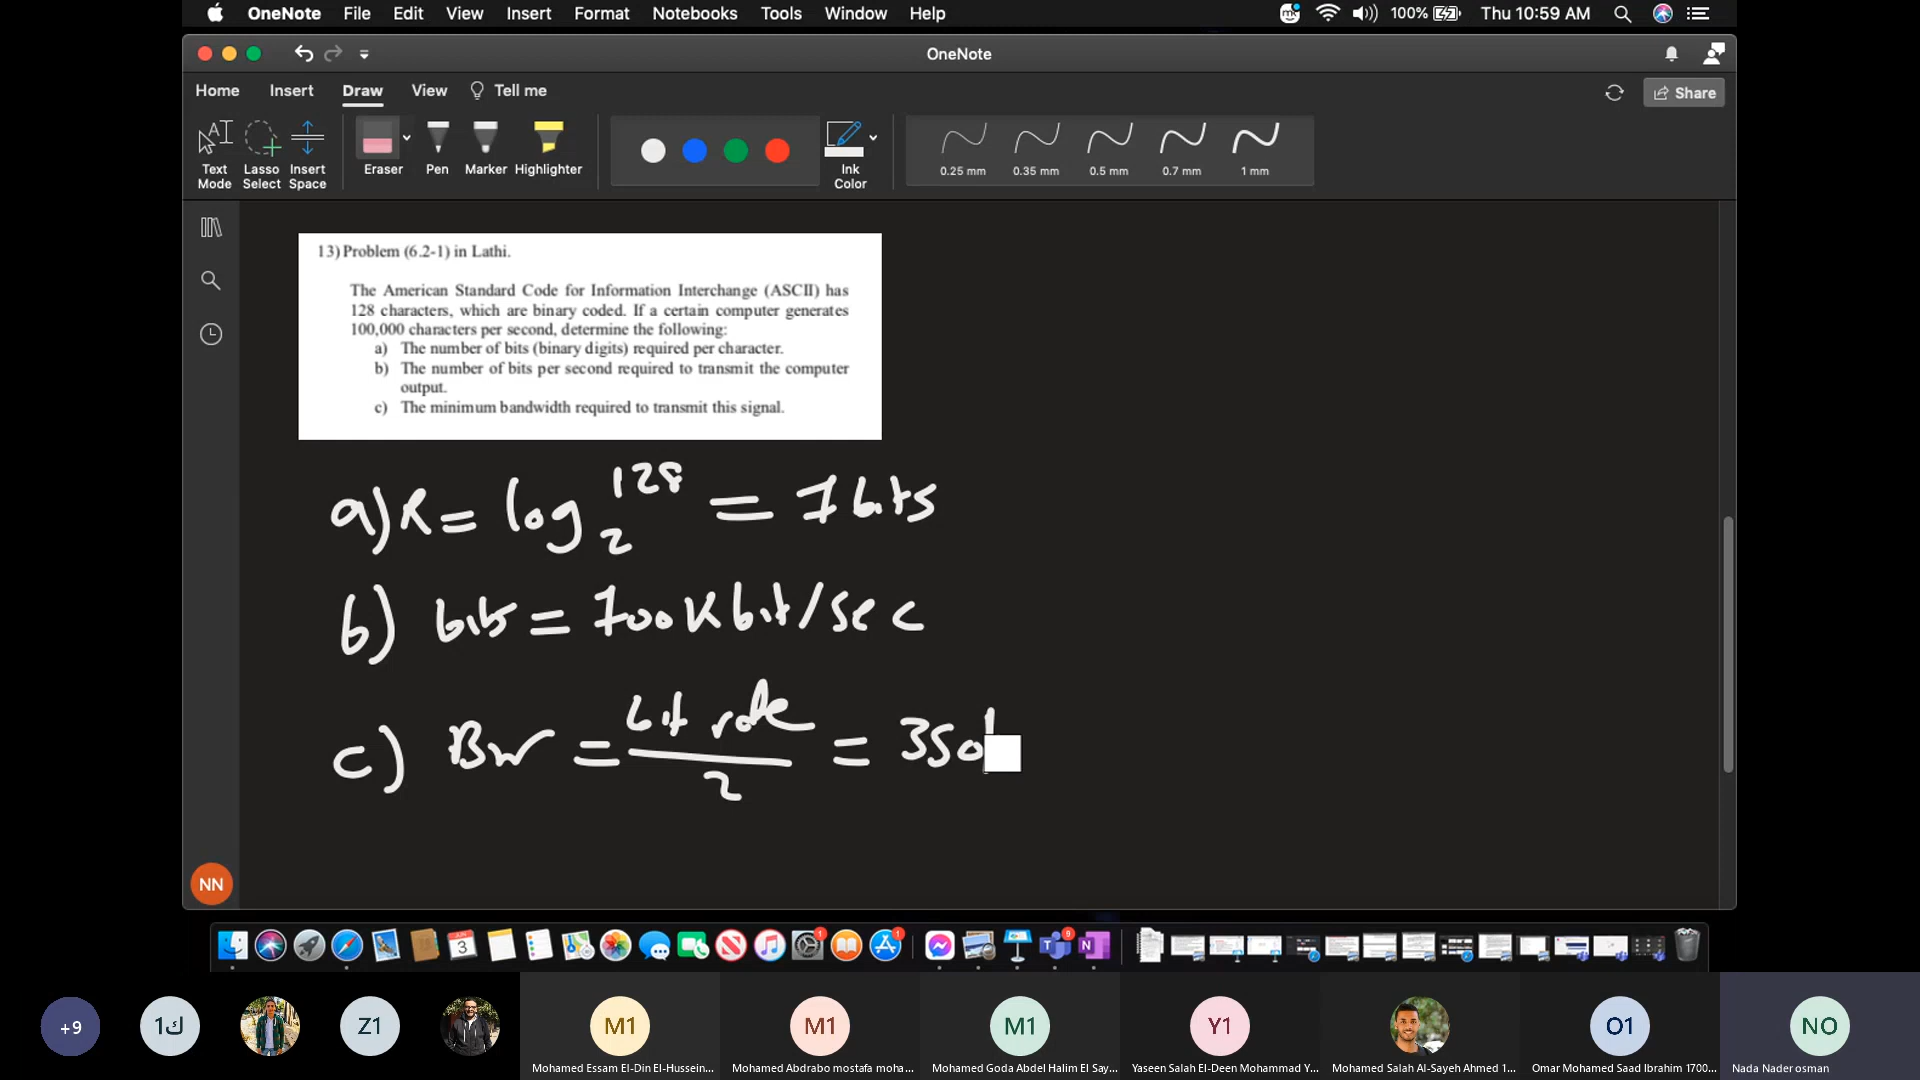 OneNote File Edit View Insert Format Notebooks Tools Window Help 100% Thu 10:59 AM
OneNote
Home Insert Draw View Tell me Share
Text Mode
Lasso Select
Insert Space
Eraser Pen Marker Highlighter
Ink Color
0.25 mm 0.35 mm 0.5 mm 0.7 mm 1 mm
13) Problem (6.2-1) in Lathi.
The American Standard Code for Information Interchange (ASCII) has
128 characters, which are binary coded. If a certain computer generates
100,000 characters per second, determine the following:
a) The number of bits (binary digits) required per character.
b) The number of bits per second required to transmit the computer
output.
c) The minimum bandwidth required to transmit this signal.
a) R = log 2 128 = 7 bits
b) bits = 700K bit/sec
c) BW = bit rate / 2 = 350
NN
+9 ك1 Z1 M1 M1 M1 Y1 O1 NO
Mohamed Essam El-Din El-Hussein... Mohamed Abdrabo mostafa moha... Mohamed Goda Abdel Halim El Say... Yaseen Salah El-Deen Mohammad Y... Mohamed Salah Al-Sayeh Ahmed 1... Omar Mohamed Saad Ibrahim 1700... Nada Nader osman